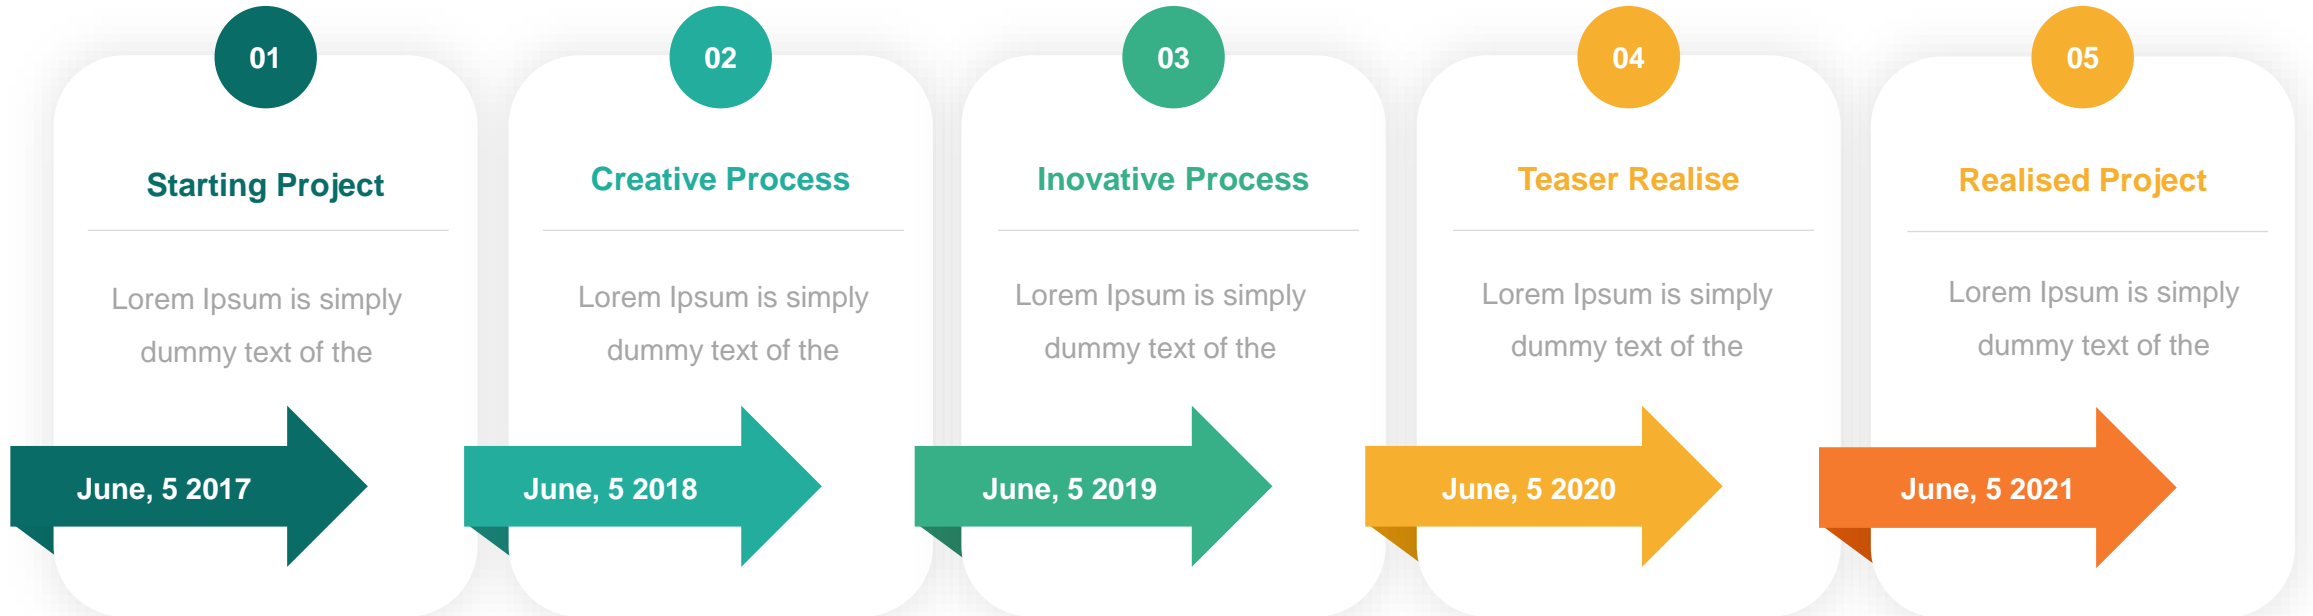 01
Starting Project
Lorem Ipsum is simply
dummy text of the
June, 5 2017
02
Creative Process
Lorem Ipsum is simply
dummy text of the
June, 5 2018
03
Inovative Process
Lorem Ipsum is simply
dummy text of the
June, 5 2019
04
Teaser Realise
Lorem Ipsum is simply
dummy text of the
June, 5 2020
05
Realised Project
Lorem Ipsum is simply
dummy text of the
June, 5 2021